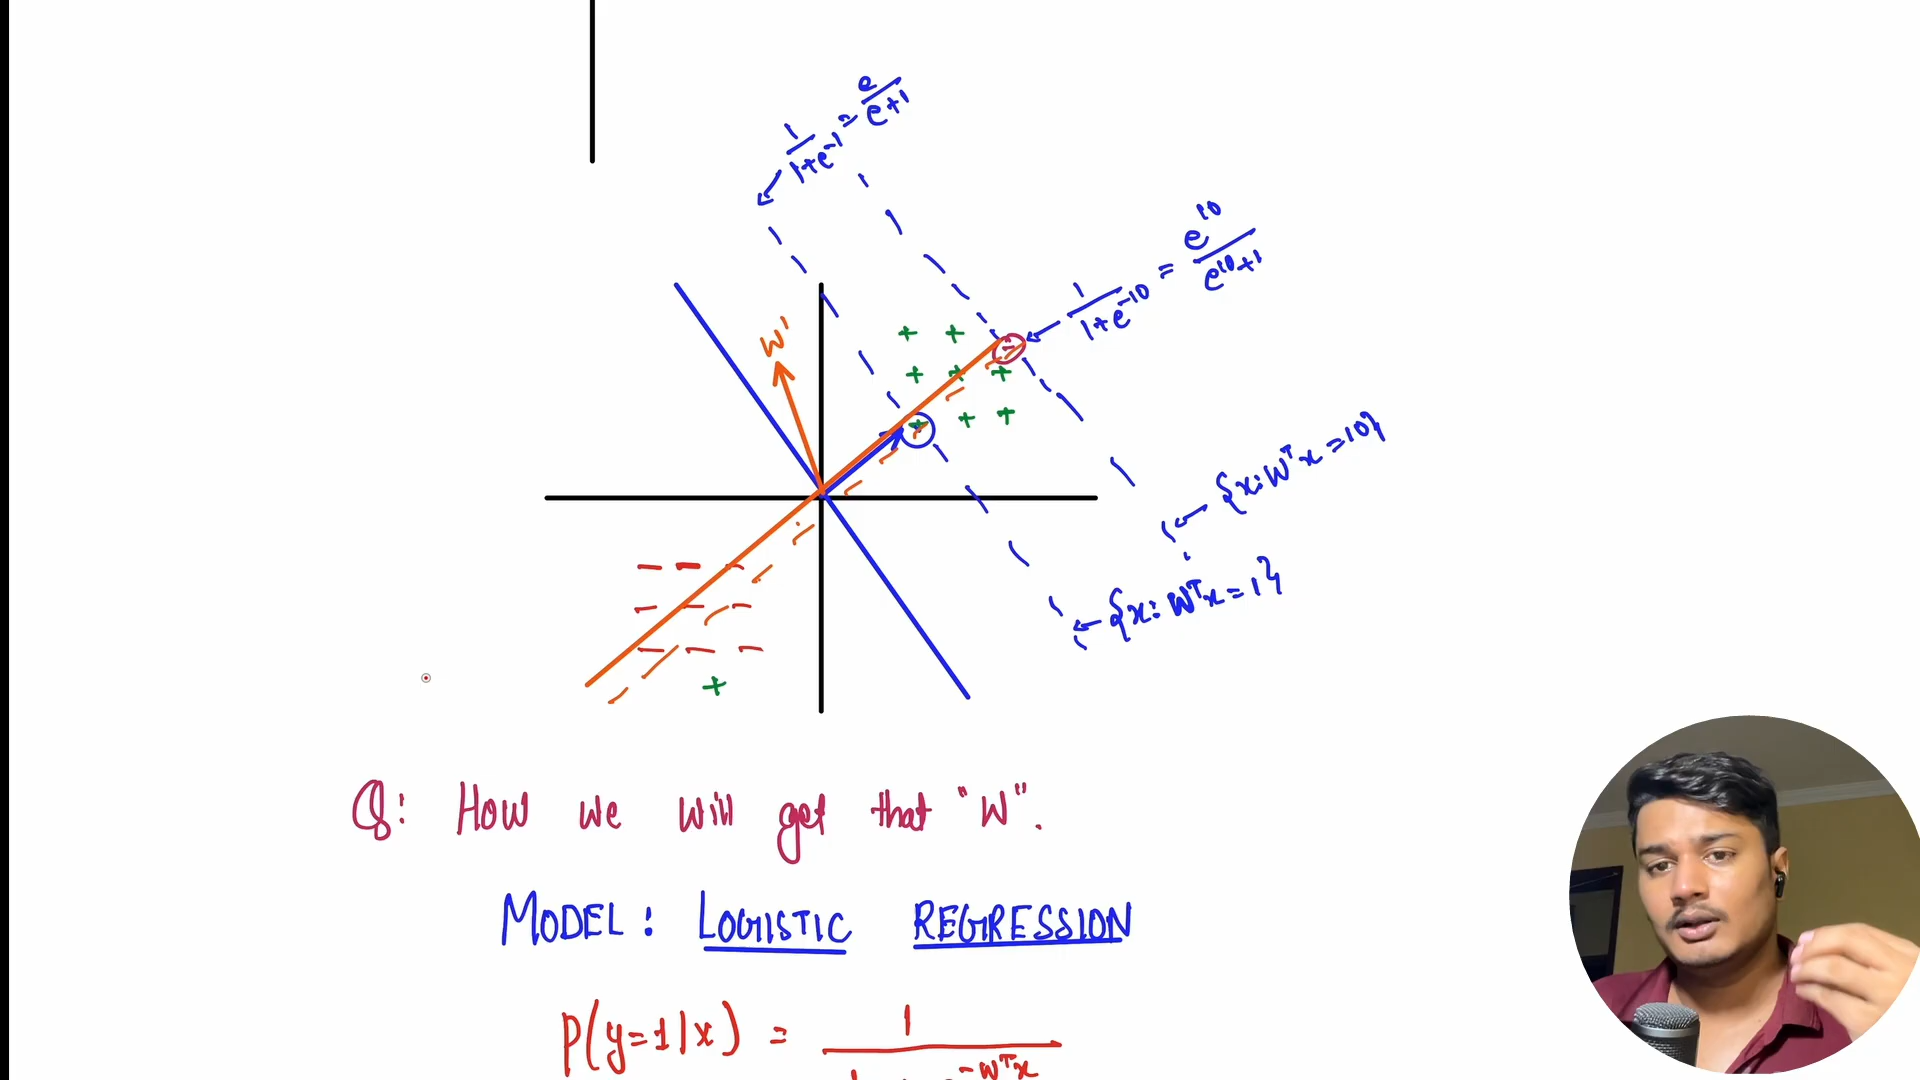 1/(1+e^-1) = e/(e+1)
1/(1+e^-10) = e^10/(e^10+1)
w'
{x: W^T x = 10}
{x: W^T x = 1}
Q: How we will get that "W".
MODEL: LOGISTIC REGRESSION
P(y=1|x) = 1
-W^T x